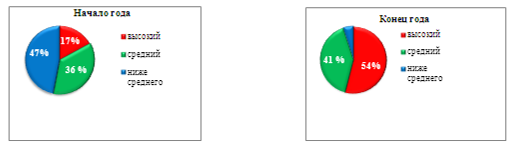 Начало года
17%
47%
36 %
высокий
средний
ниже
среднего
Конец года
41 %
54%
высокий
средний
ниже
среднего